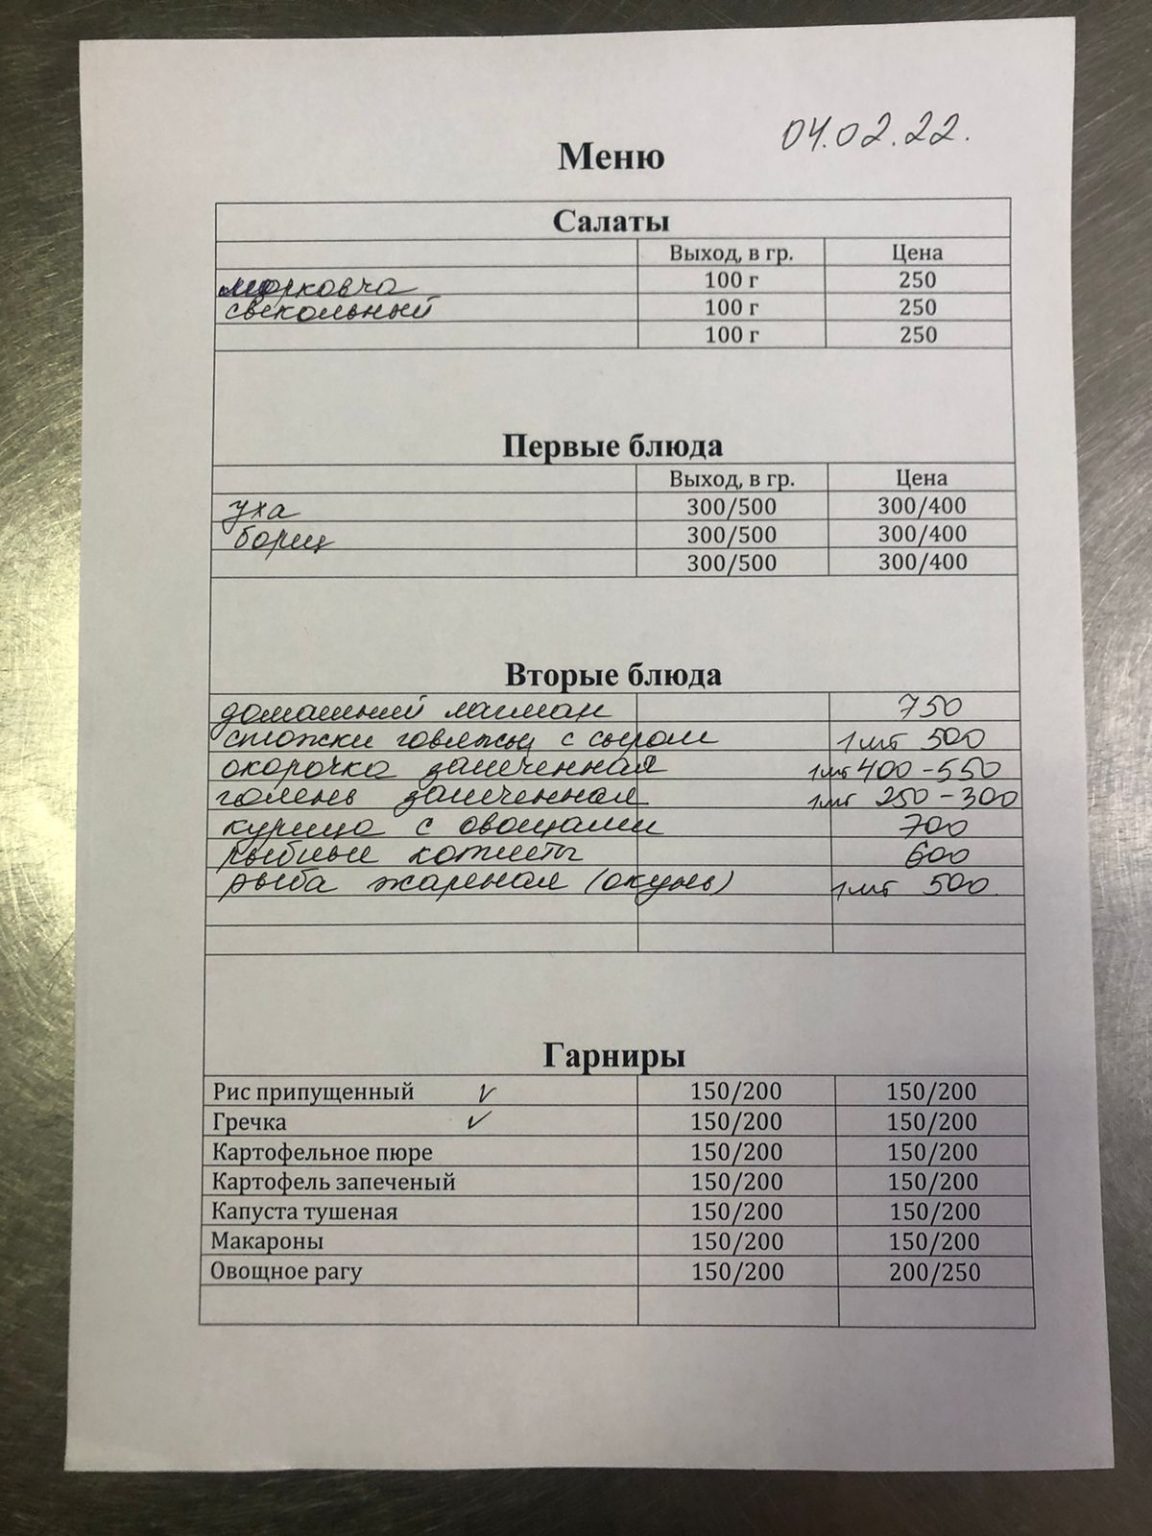 04.02.22.
Меню
Салаты
Выход, в гр. Цена
морковча 100 г 250
свекольный 100 г 250
100 г 250
Первые блюда
Выход, в гр. Цена
уха 300/500 300/400
борщ 300/500 300/400
300/500 300/400
Вторые блюда
домашний лагман 750
стожки говяжьи с сыром 1шт 500
окорочка запеченная 1шт 400-550
голень запеченная 1шт 250-300
курица с овощами 700
рыбные котлеты 600
рыба жареная (окунь) 1шт 500.
Гарниры
Рис припущенный ✓ 150/200 150/200
Гречка ✓ 150/200 150/200
Картофельное пюре 150/200 150/200
Картофель запеченый 150/200 150/200
Капуста тушеная 150/200 150/200
Макароны 150/200 150/200
Овощное рагу 150/200 200/250